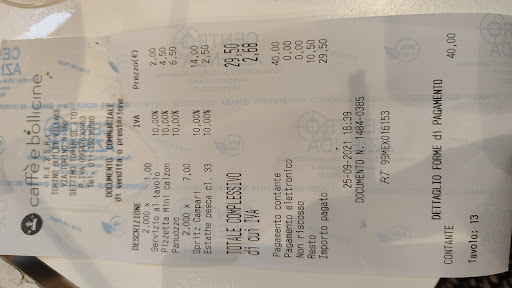 caffè e bollicine
TORINO OUTLET VILLAGE
SETTIMO TORINESE (TO)
DOCUMENTO COMMERCIALE
di vendita o prestazione
DESCRIZIONE IVA Prezzo(€)
2,000 x 1,00
Servizio al tavolo 10.00% 2,00
Pizzetta Mini calzon 10.00% 4,50
Panuozzo 10.00% 6,50
2,000 x 7,00
Spritz Campari 10.00% 14,00
Estathe pesca cl. 33 10.00% 2,50
TOTALE COMPLESSIVO 29,50
di cui IVA 2,68
Pagamento contante 40,00
Pagamento elettronico 0,00
Non riscosso 0,00
Resto 10,50
Importo pagato 29,50
25-09-2021 18:39
DOCUMENTO N. 1484-0385
RT 99MEX016153
DETTAGLIO FORME di PAGAMENTO
CONTANTE 40,00
Tavolo: 13